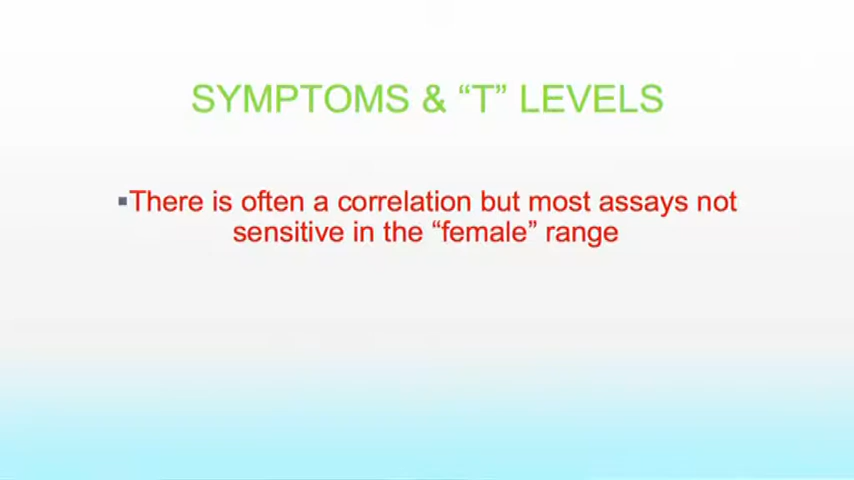 SYMPTOMS & “T” LEVELS
▪There is often a correlation but most assays not
sensitive in the “female” range